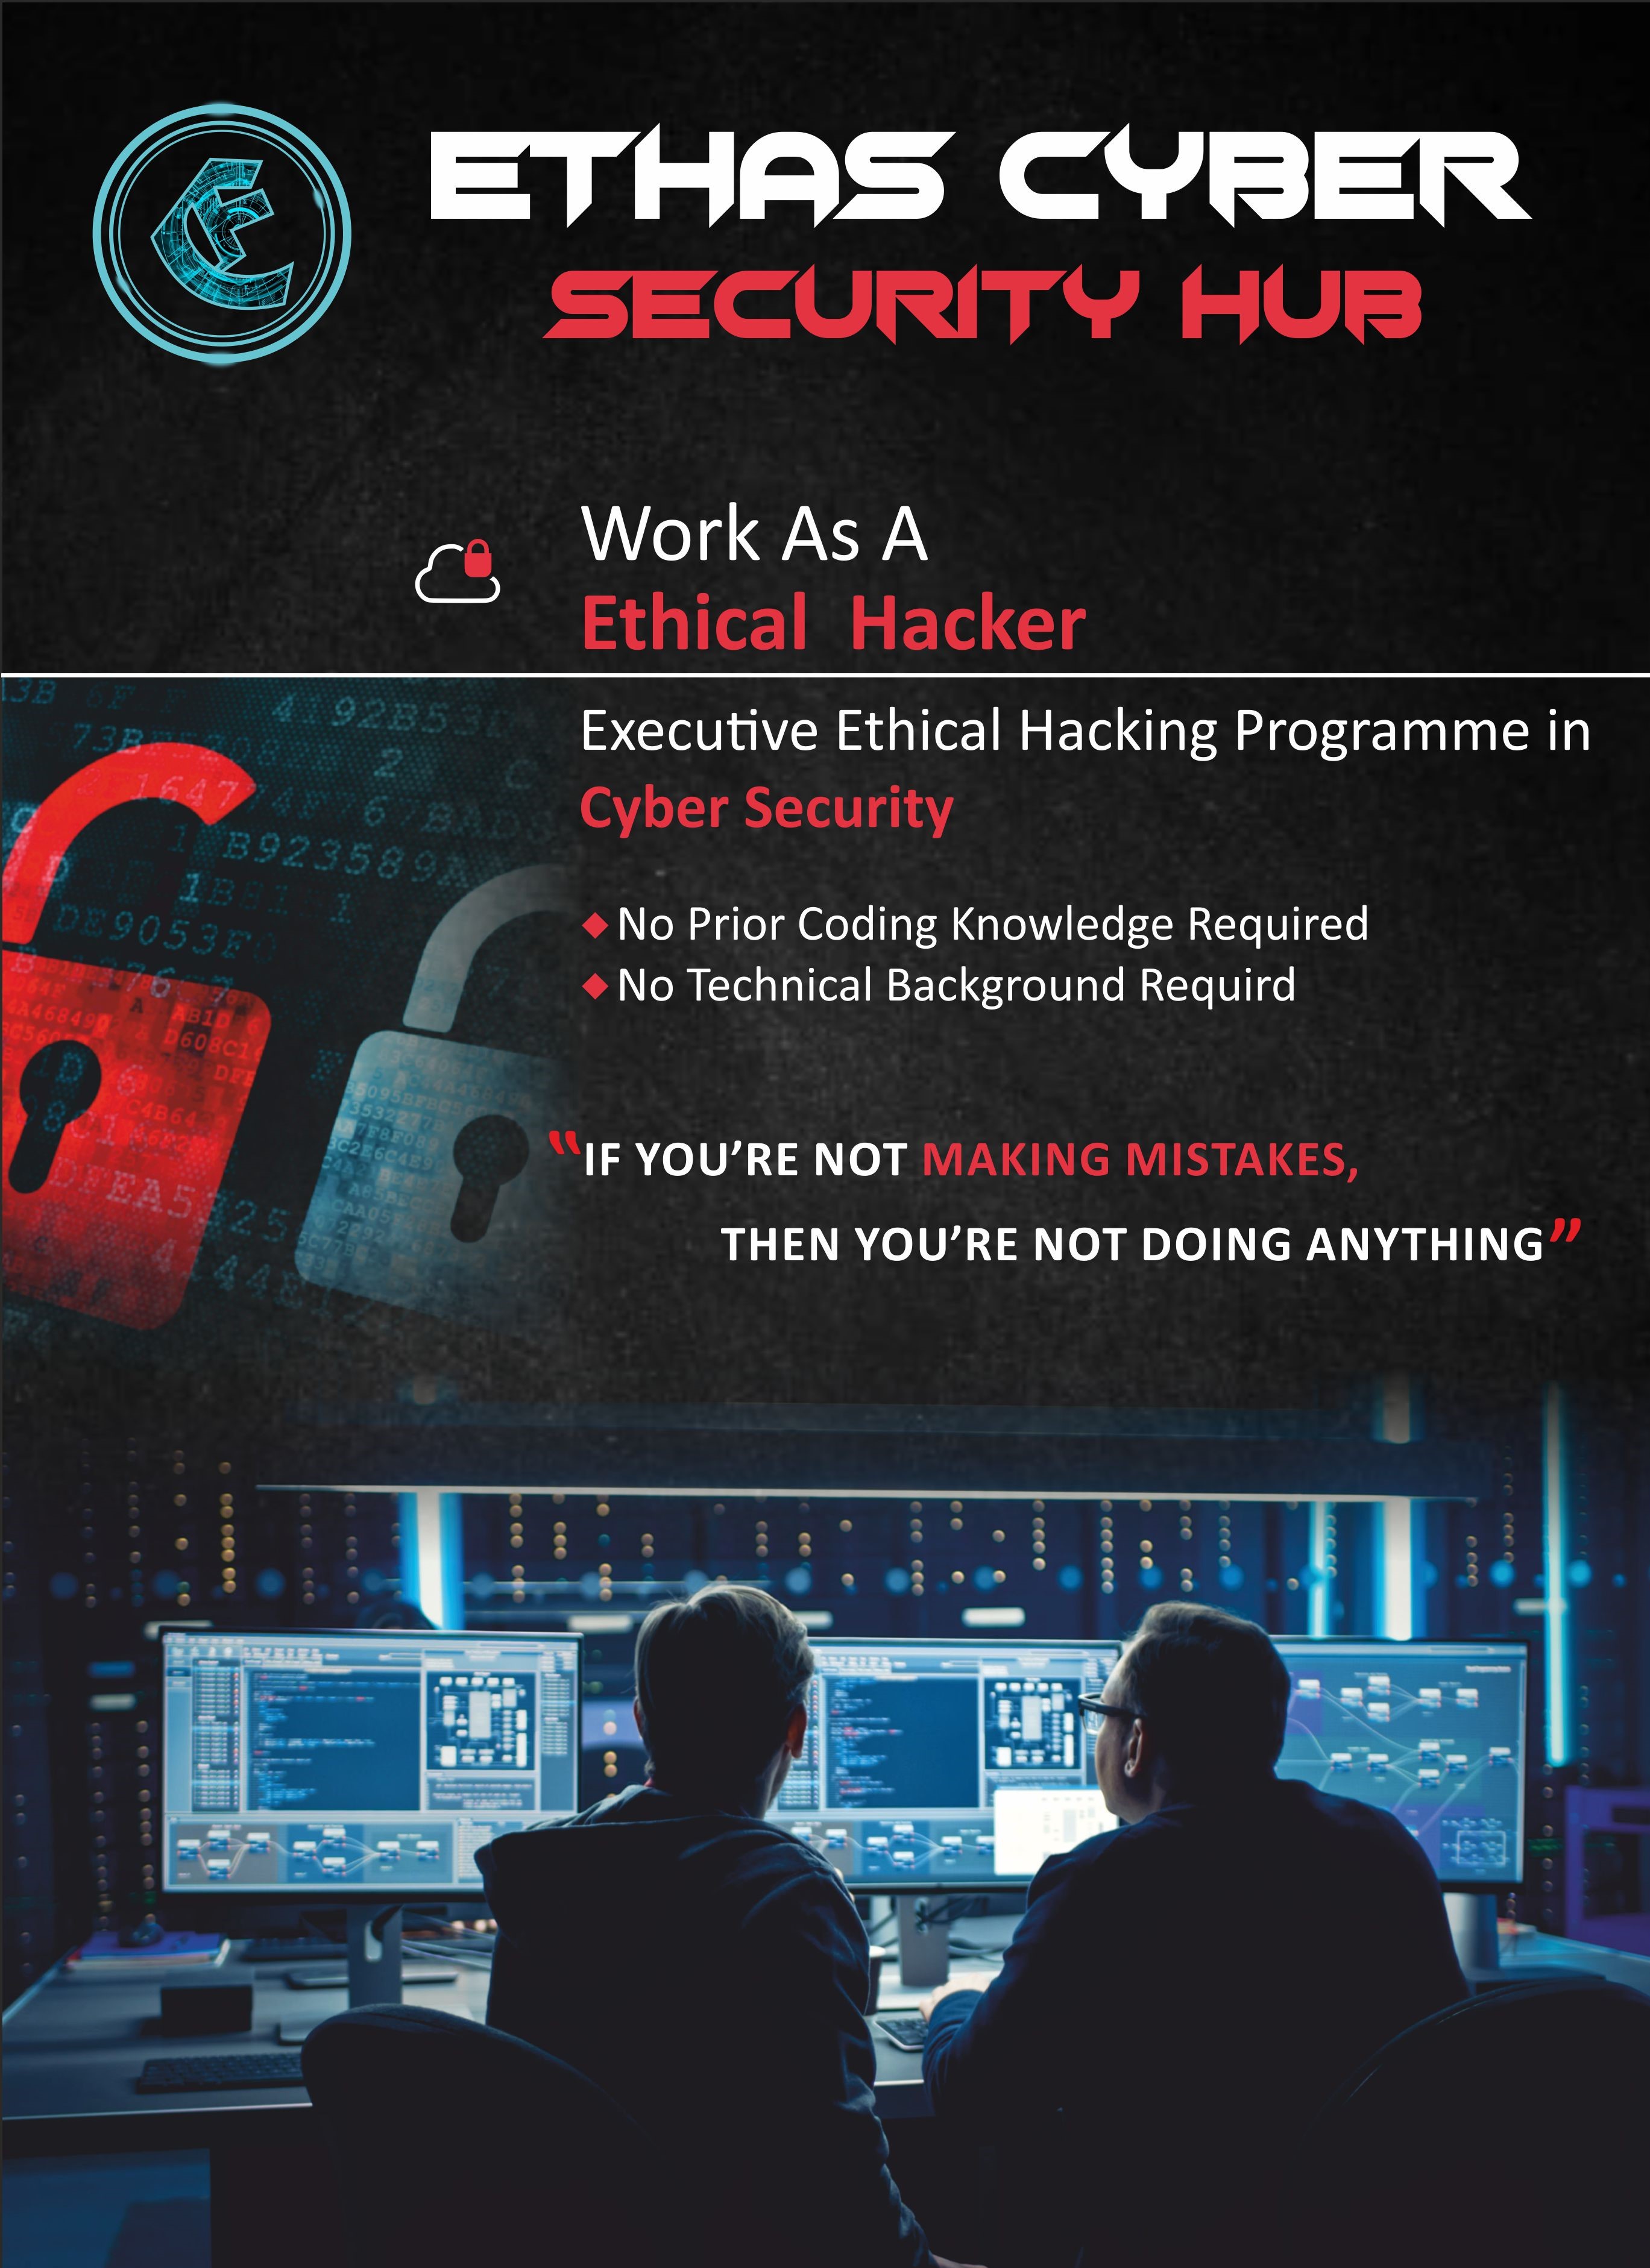 ETHAS CYBER
SECURITY HUB
Work As A
Ethical Hacker
Executive Ethical Hacking Programme in
Cyber Security
◆ No Prior Coding Knowledge Required
◆ No Technical Background Requird
"IF YOU'RE NOT MAKING MISTAKES,
THEN YOU'RE NOT DOING ANYTHING"